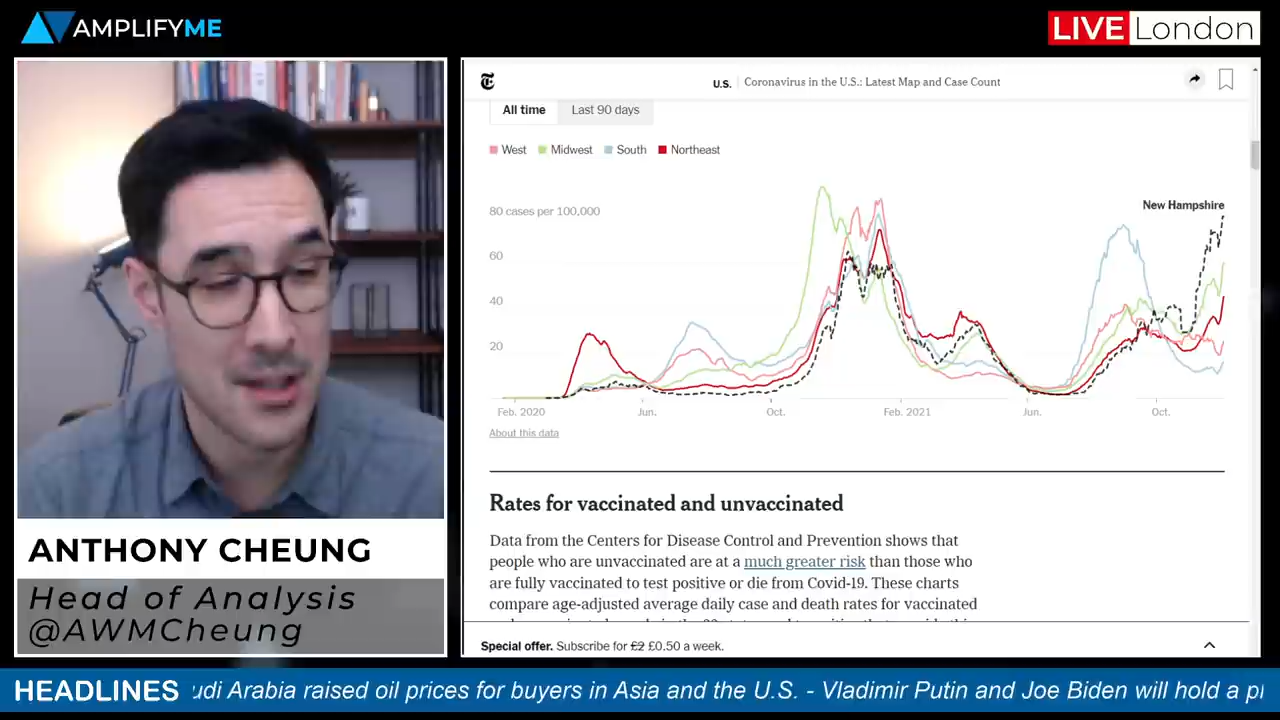 AMPLIFYME
LIVE London
U.S. Coronavirus in the U.S.: Latest Map and Case Count
All time Last 90 days
West Midwest South Northeast
New Hampshire
80 cases per 100,000
60
40
20
Feb. 2020 Jun. Oct. Feb. 2021 Jun. Oct.
About this data
Rates for vaccinated and unvaccinated
Data from the Centers for Disease Control and Prevention shows that
people who are unvaccinated are at a much greater risk than those who
are fully vaccinated to test positive or die from Covid-19. These charts
compare age-adjusted average daily case and death rates for vaccinated
Special offer. Subscribe for £2 £0.50 a week.
ANTHONY CHEUNG
Head of Analysis
@AWMCheung
HEADLINES udi Arabia raised oil prices for buyers in Asia and the U.S. - Vladimir Putin and Joe Biden will hold a